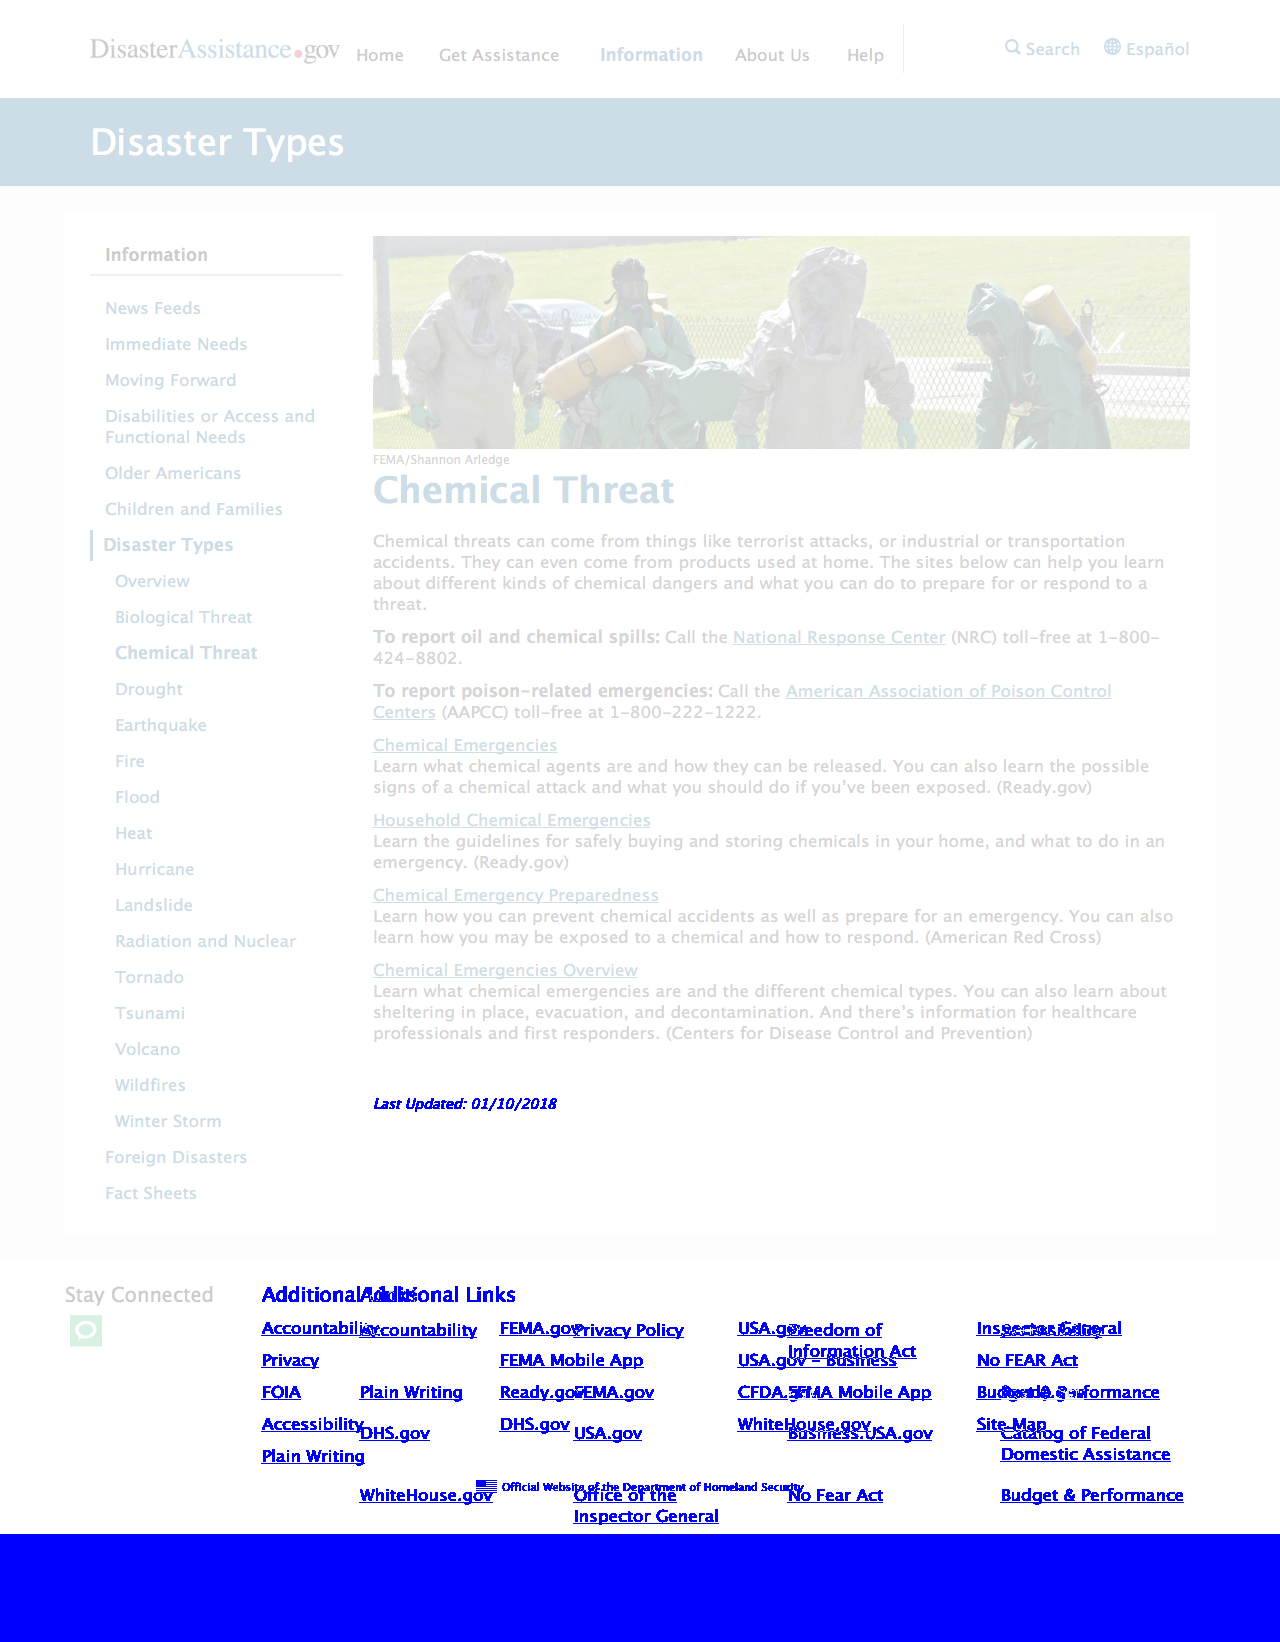 DisasterAssistance.gov
Home Get Assistance Information About Us Help
Search Español
Disaster Types
Information
News Feeds
Immediate Needs
Moving Forward
Disabilities or Access and
Functional Needs
Older Americans
Children and Families
Disaster Types
Overview
Biological Threat
Chemical Threat
Drought
Earthquake
Fire
Flood
Heat
Hurricane
Landslide
Radiation and Nuclear
Tornado
Tsunami
Volcano
Wildfires
Winter Storm
Foreign Disasters
Fact Sheets
FEMA/Shannon Arledge
Chemical Threat
Chemical threats can come from things like terrorist attacks, or industrial or transportation
accidents. They can even come from products used at home. The sites below can help you learn
about different kinds of chemical dangers and what you can do to prepare for or respond to a
threat.
To report oil and chemical spills: Call the National Response Center (NRC) toll-free at 1-800-
424-8802.
To report poison-related emergencies: Call the American Association of Poison Control
Centers (AAPCC) toll-free at 1-800-222-1222.
Chemical Emergencies
Learn what chemical agents are and how they can be released. You can also learn the possible
signs of a chemical attack and what you should do if you've been exposed. (Ready.gov)
Household Chemical Emergencies
Learn the guidelines for safely buying and storing chemicals in your home, and what to do in an
emergency. (Ready.gov)
Chemical Emergency Preparedness
Learn how you can prevent chemical accidents as well as prepare for an emergency. You can also
learn how you may be exposed to a chemical and how to respond. (American Red Cross)
Chemical Emergencies Overview
Learn what chemical emergencies are and the different chemical types. You can also learn about
sheltering in place, evacuation, and decontamination. And there's information for healthcare
professionals and first responders. (Centers for Disease Control and Prevention)
Last Updated: 01/10/2018
Stay Connected
Additional Links
Accountability FEMA.gov USA.gov Inspector General
Accountability Privacy Policy Freedom of
Information Act
Privacy FEMA Mobile App USA.gov - Business No FEAR Act
FOIA Ready.gov CFDA.gov Budget & Performance
Plain Writing FEMA.gov FEMA Mobile App
Accessibility DHS.gov WhiteHouse.gov Site Map
DHS.gov USA.gov Business.USA.gov Catalog of Federal
Domestic Assistance
Plain Writing
Official Website of the Department of Homeland Security
WhiteHouse.gov Office of the
Inspector General No Fear Act Budget & Performance